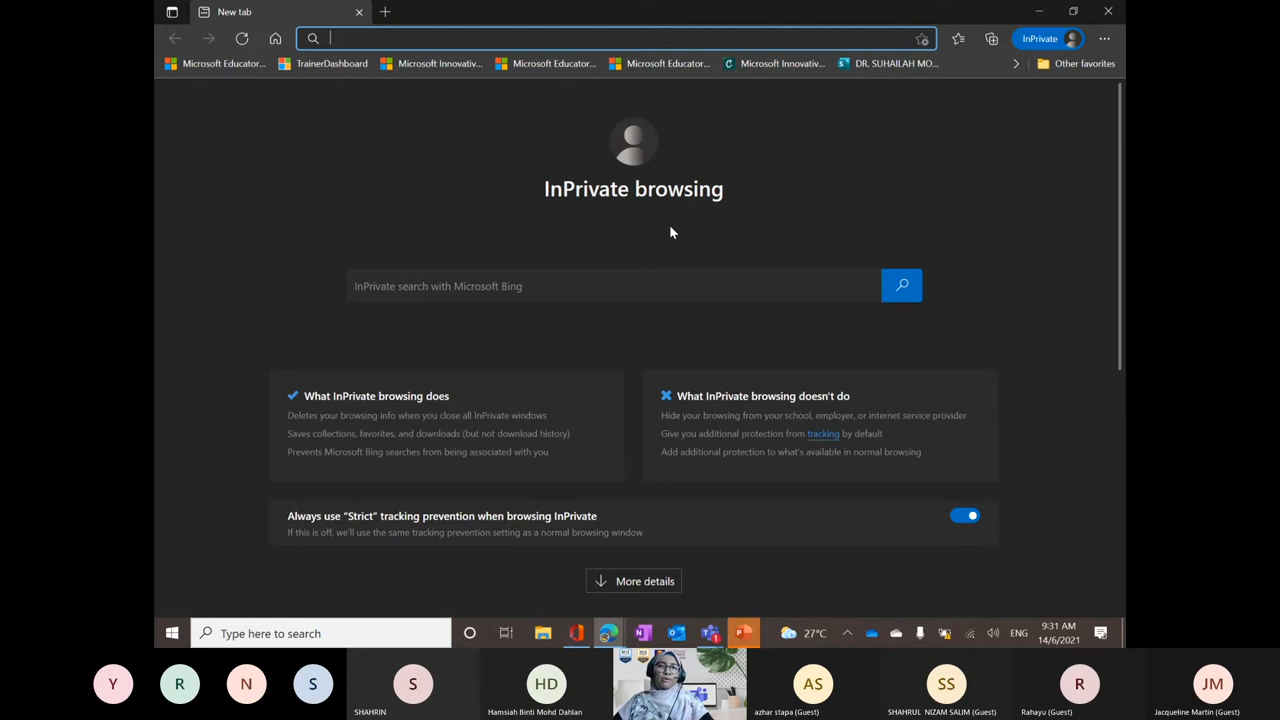 New tab
InPrivate
Microsoft Educator...
TrainerDashboard
Microsoft Innovativ...
Microsoft Educator...
Microsoft Educator...
Microsoft Innovativ...
DR. SUHAILAH MO...
Other favorites
InPrivate browsing
InPrivate search with Microsoft Bing
What InPrivate browsing does
Deletes your browsing info when you close all InPrivate windows
Saves collections, favorites, and downloads (but not download history)
Prevents Microsoft Bing searches from being associated with you
What InPrivate browsing doesn't do
Hide your browsing from your school, employer, or internet service provider
Give you additional protection from tracking by default
Add additional protection to what's available in normal browsing
Always use “Strict” tracking prevention when browsing InPrivate
If this is off, we'll use the same tracking prevention setting as a normal browsing window
More details
Type here to search
27°C
ENG
9:31 AM
14/6/2021
Y
R
N
S
S
SHAHRIN
HD
Hamsiah Binti Mohd Dahlan
AS
azhar stapa (Guest)
SS
SHAHRUL NIZAM SALIM (Guest)
R
Rahayu (Guest)
JM
Jacqueline Martin (Guest)